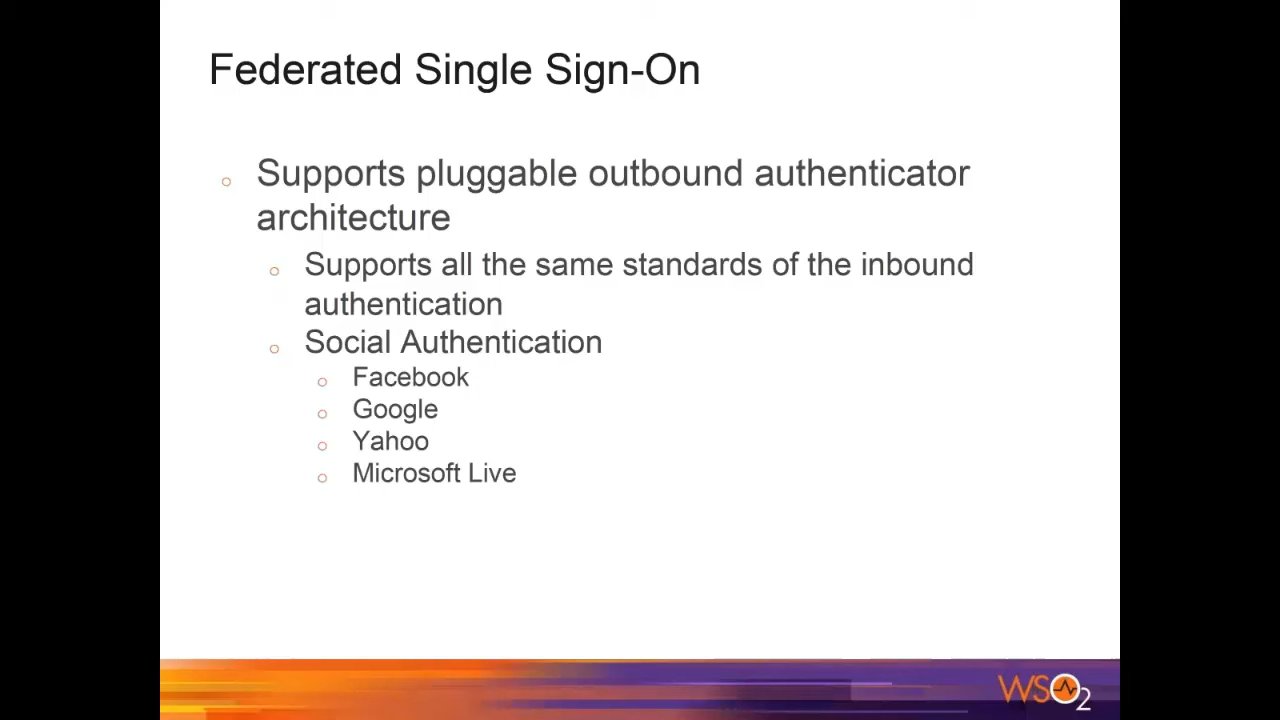 Federated Single Sign-On
Supports pluggable outbound authenticator
architecture
Supports all the same standards of the inbound
authentication
Social Authentication
Facebook
Google
Yahoo
Microsoft Live
WSO2